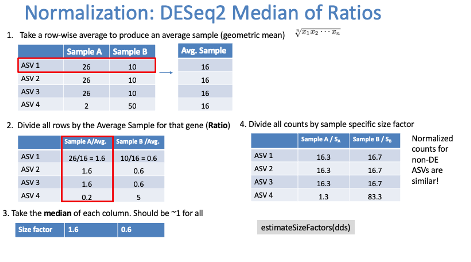 Normalization: DESeq2 Median of Ratios
1. Take a row-wise average to produce an average sample (geometric mean)
Sample A Sample B
ASV 1 26 10
ASV 2 26 10
ASV 3 26 10
ASV 4 2 50
Avg. Sample
16
16
16
16
2. Divide all rows by the Average Sample for that gene (Ratio)
Sample A/Avg. Sample B /Avg.
ASV 1 26/16 = 1.6 10/16 = 0.6
ASV 2 1.6 0.6
ASV 3 1.6 0.6
ASV 4 0.2 5
3. Take the median of each column. Should be ~1 for all
Size factor 1.6 0.6
4. Divide all counts by sample specific size factor
Sample A / Sₐ Sample B / S
ASV 1 16.3 16.7
ASV 2 16.3 16.7
ASV 3 16.3 16.7
ASV 4 1.3 83.3
Normalized
counts for
non-DE
ASVs are
similar!
estimateSizeFactors(dds)